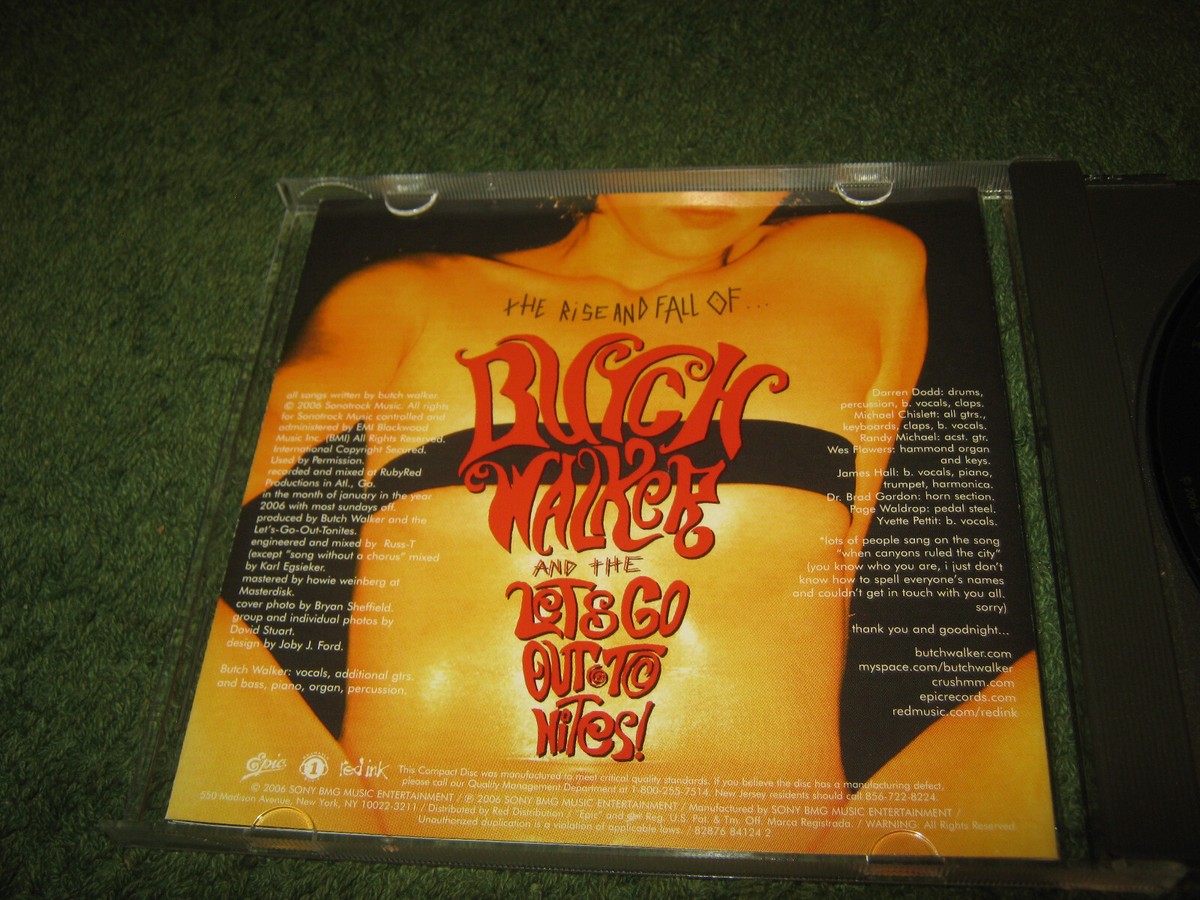 THE RISE AND FALL OF...
BUTCH
WALKER
AND THE
LET'S GO
OUT TO
NITES!
all songs written by butch walker.
© 2006 Sonotrock Music. All rights
for Sonotrock Music controlled and
administered by EMI Blackwood
Music Inc. (BMI) All Rights Reserved.
International Copyright Secured.
Used by Permission.
recorded and mixed at RubyRed
Productions in Atl., Ga.
in the month of january in the year
2006 with most sundays off.
produced by Butch Walker and the
Let's-Go-Out-Tonites.
engineered and mixed by Russ-T
(except "song without a chorus" mixed
by Karl Egsieker.
mastered by howie weinberg at
Masterdisk.
cover photo by Bryan Sheffield.
group and individual photos by
David Stuart.
design by Joby J. Ford.
Butch Walker: vocals, additional gtrs.
and bass, piano, organ, percussion.
Darren Dodd: drums,
percussion, b. vocals, claps.
Michael Chislett: all gtrs.,
keyboards, claps, b. vocals.
Randy Michael: acst. gtr.
Wes Flowers: hammond organ
and keys.
James Hall: b. vocals, piano,
trumpet, harmonica.
Dr. Brad Gordon: horn section.
Page Waldrop: pedal steel.
Yvette Pettit: b. vocals.
*lots of people sang on the song
"when canyons ruled the city"
(you know who you are, i just don't
know how to spell everyone's names
and couldn't get in touch with you all.
sorry)
thank you and goodnight...
butchwalker.com
myspace.com/butchwalker
crushmm.com
epicrecords.com
redmusic.com/redink
Epic 1 red ink
This Compact Disc was manufactured to meet critical quality standards. If you believe the disc has a manufacturing defect,
please call our Quality Management Department at 1-800-255-7514. New Jersey residents should call 856-722-8224.
© 2006 SONY BMG MUSIC ENTERTAINMENT / ℗ 2006 SONY BMG MUSIC ENTERTAINMENT / Manufactured by SONY BMG MUSIC ENTERTAINMENT /
550 Madison Avenue, New York, NY 10022-3211 / Distributed by Red Distribution / "Epic" and Reg. U.S. Pat. & Tm. Off. Marca Registrada. / WARNING: All Rights Reserved.
Unauthorized duplication is a violation of applicable laws. / 82876 84124 2